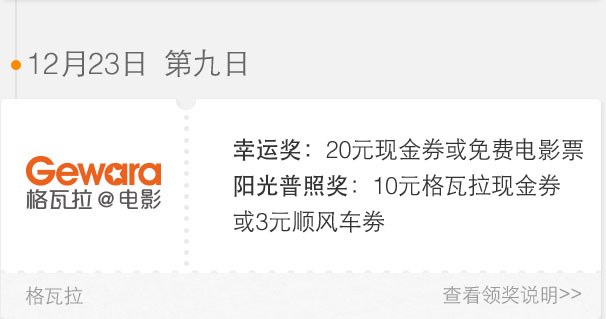 12月23日 第九日
Gewara
格瓦拉@电影
幸运奖：20元现金券或免费电影票
阳光普照奖：10元格瓦拉现金券
或3元顺风车券
格瓦拉
查看领奖说明>>